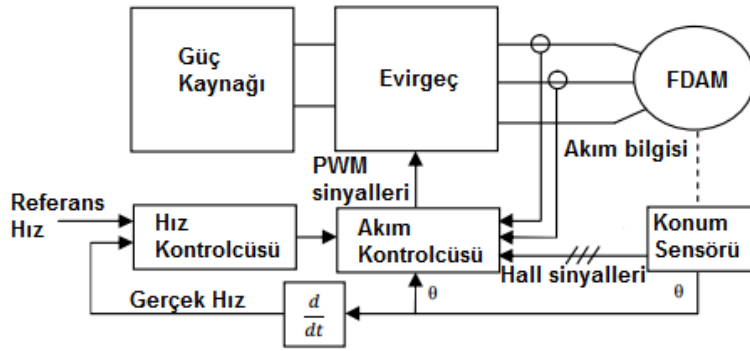 Güç
Kaynağı
Evirgeç
FDAM
PWM
sinyalleri
Akım bilgisi
Referans
Hız
Hız
Kontrolcüsü
Akım
Kontrolcüsü
Konum
Sensörü
Hall sinyalleri
θ
θ
Gerçek Hız
d
dt